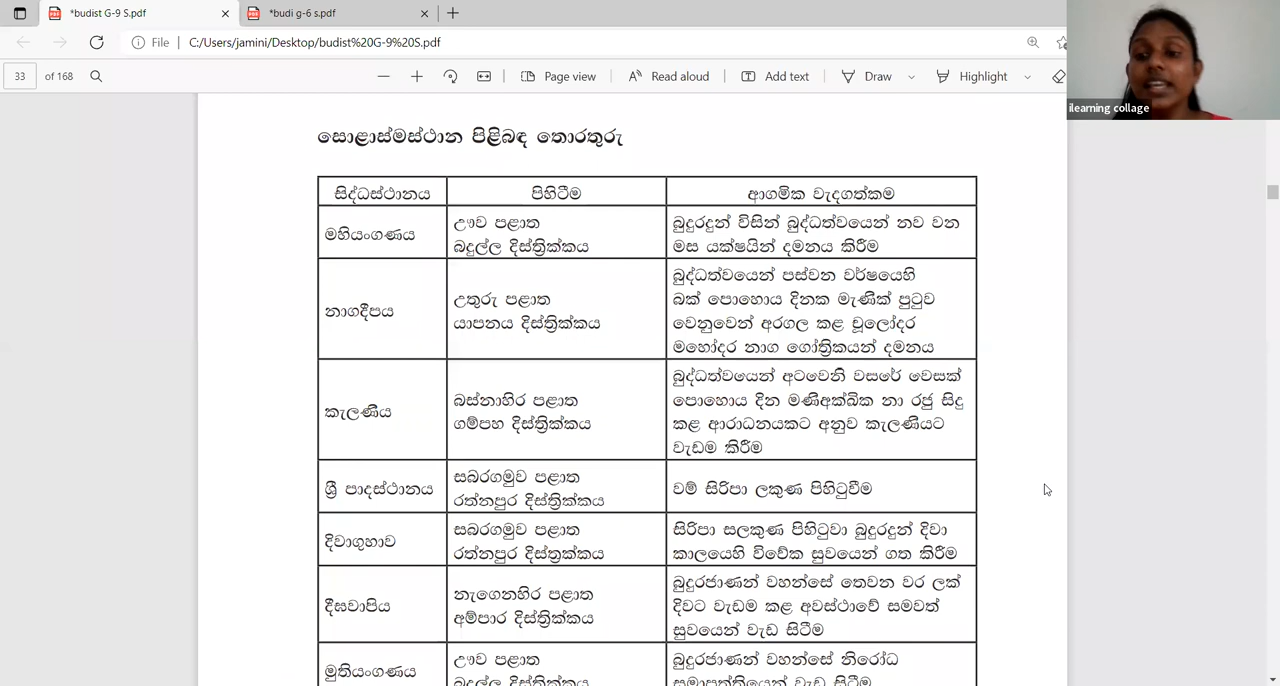 *budist G-9 S.pdf
*budi g-6 s.pdf
File
C:/Users/jamini/Desktop/budist%20G-9%20S.pdf
33
of 168
Page view
Read aloud
Add text
Draw
Highlight
ilearning collage
සොළාස්මස්ථාන පිළිබඳ තොරතුරු
සිද්ධස්ථානය
පිහිටීම
ආගමික වැදගත්කම
මහියංගණය
ඌව පළාත
බදුල්ල දිස්ත්‍රික්කය
බුදුරදුන් විසින් බුද්ධත්වයෙන් නව වන
මස යක්ෂයින් දමනය කිරීම
නාගදීපය
උතුරු පළාත
යාපනය දිස්ත්‍රික්කය
බුද්ධත්වයෙන් පස්වන වර්ෂයෙහි
බක් පොහොය දිනක මැණික් පුටුව
වෙනුවෙන් අරගල කළ චූලෝදර
මහෝදර නාග ගෝත්‍රිකයන් දමනය
කැලණිය
බස්නාහිර පළාත
ගම්පහ දිස්ත්‍රික්කය
බුද්ධත්වයෙන් අටවෙනි වසරේ වෙසක්
පොහොය දින මණිඅක්ඛික නා රජු සිදු
කළ ආරාධනයකට අනුව කැලණියට
වැඩම කිරීම
ශ්‍රී පාදස්ථානය
සබරගමුව පළාත
රත්නපුර දිස්ත්‍රික්කය
වම් සිරිපා ලකුණ පිහිටුවීම
දිවාගුහාව
සබරගමුව පළාත
රත්නපුර දිස්ත්‍රක්කය
සිරිපා සලකුණ පිහිටුවා බුදුරදුන් දිවා
කාලයෙහි විවේක සුවයෙන් ගත කිරීම
දීඝවාපිය
නැගෙනහිර පළාත
අම්පාර දිස්ත්‍රික්කය
බුදුරජාණන් වහන්සේ තෙවන වර ලක්
දිවට වැඩම කළ අවස්ථාවේ සමවත්
සුවයෙන් වැඩ සිටීම
මුතියංගණය
ඌව පළාත
බදුල්ල දිස්ත්‍රික්කය
බුදුරජාණන් වහන්සේ නිරෝධ
සමාපත්තියෙන් වැඩ සිටීම